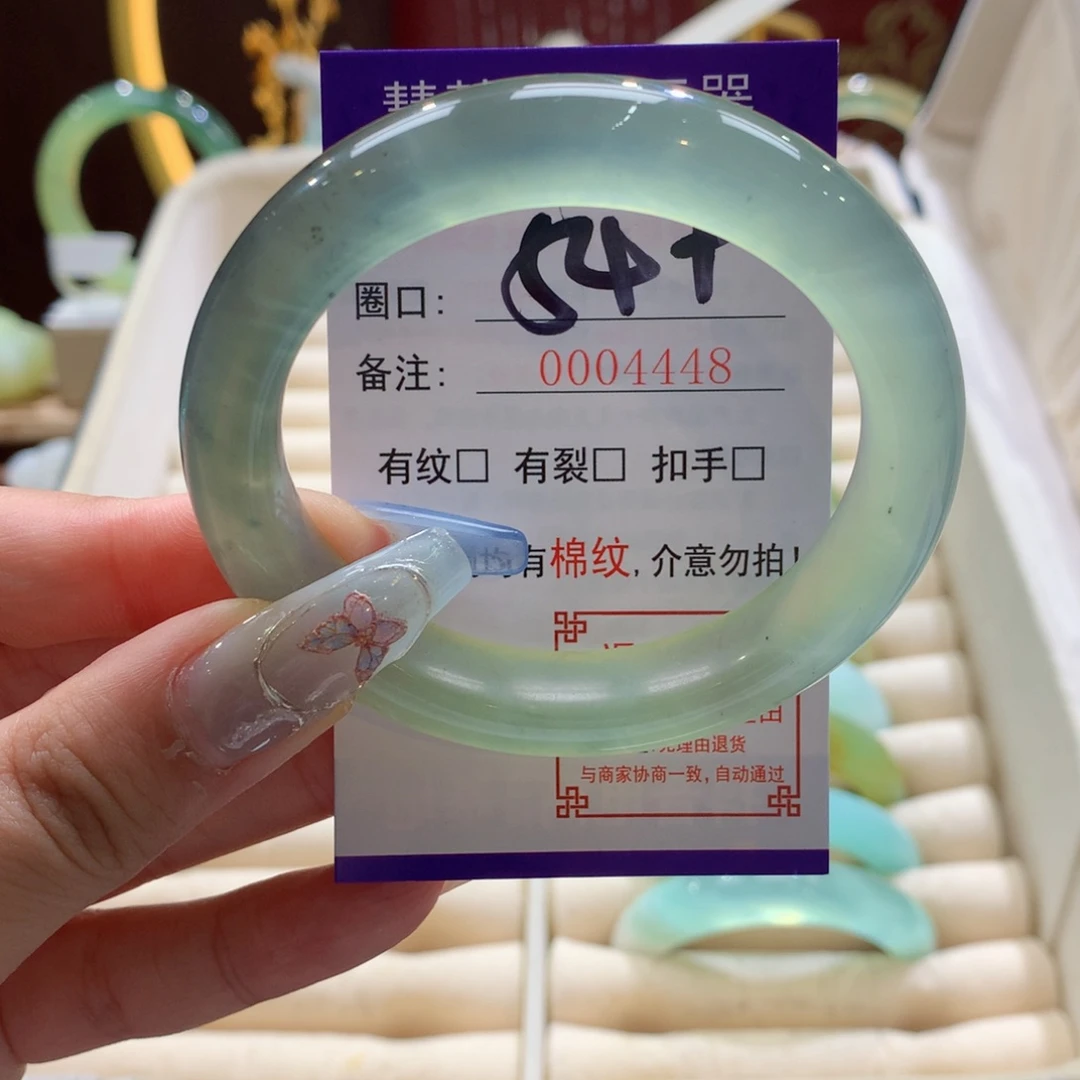 圈口: 54+
备注: 0004448
有纹□ 有裂□ 扣手□
有棉纹,介意勿拍!
无理由退货
与商家协商一致,自动通过